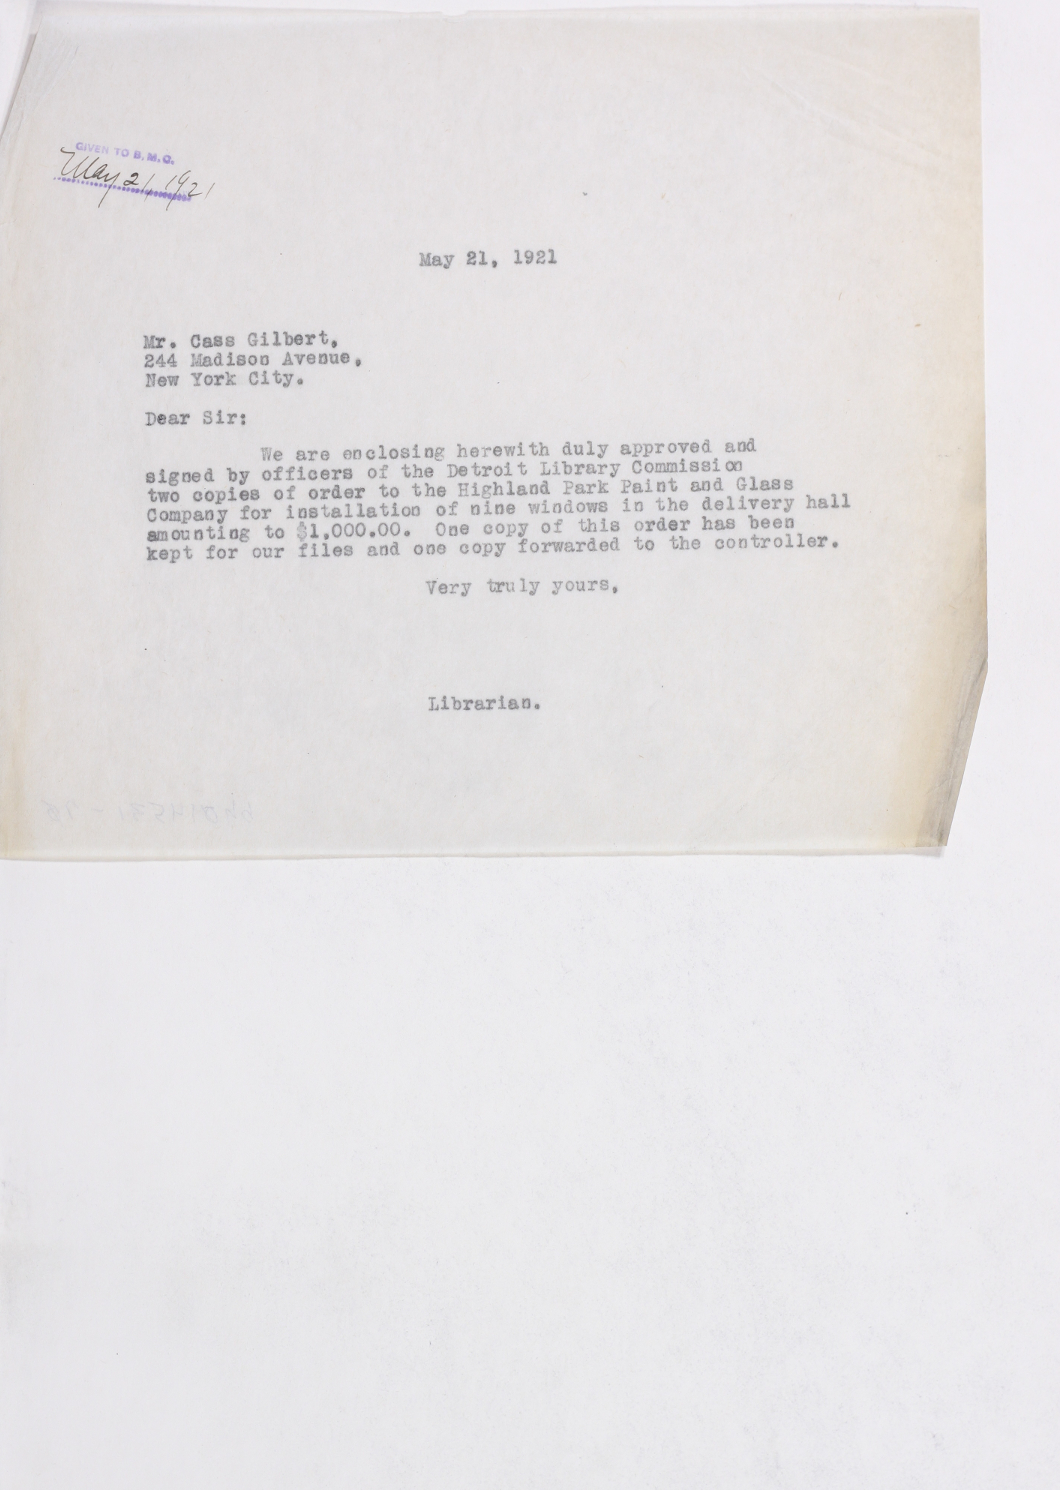 GIVEN TO B.M.C.
May 21, 1921
May 21, 1921
Mr. Cass Gilbert,
244 Madison Avenue,
New York City.
Dear Sir:
We are enclosing herewith duly approved and
signed by officers of the Detroit Library Commission
two copies of order to the Highland Park Paint and Glass
Company for installation of nine windows in the delivery hall
amounting to $1,000.00. One copy of this order has been
kept for our files and one copy forwarded to the controller.
Very truly yours,
Librarian.